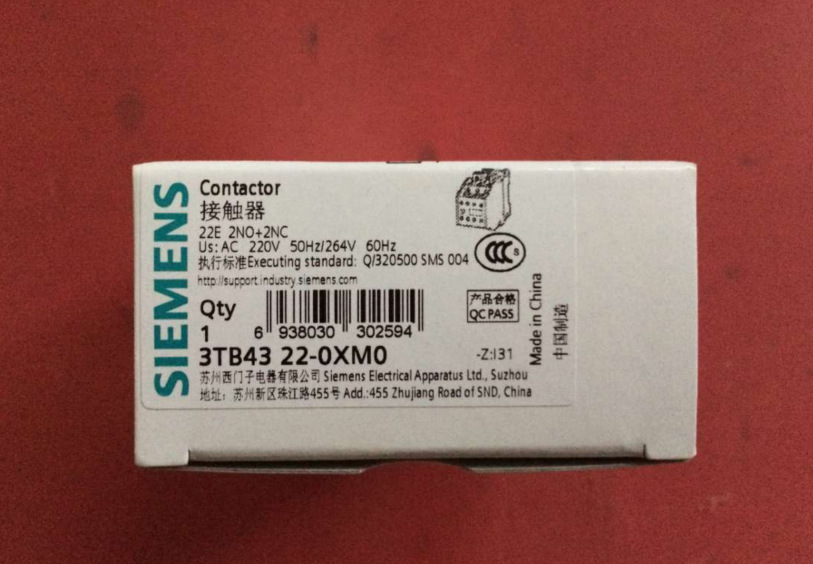 SIEMENS
Contactor
接触器
22E 2NO+2NC
Us: AC 220V 50Hz/264V 60Hz
执行标准Executing standard: Q/320500 SMS 004
CCC S
http://support.industry.siemens.com
Qty
1
6 938030 302594
产品合格
QC PASS
3TB43 22-0XM0
-Z:I31
Made in China
中国制造
苏州西门子电器有限公司 Siemens Electrical Apparatus Ltd., Suzhou
地址: 苏州新区珠江路455号 Add.:455 Zhujiang Road of SND, China